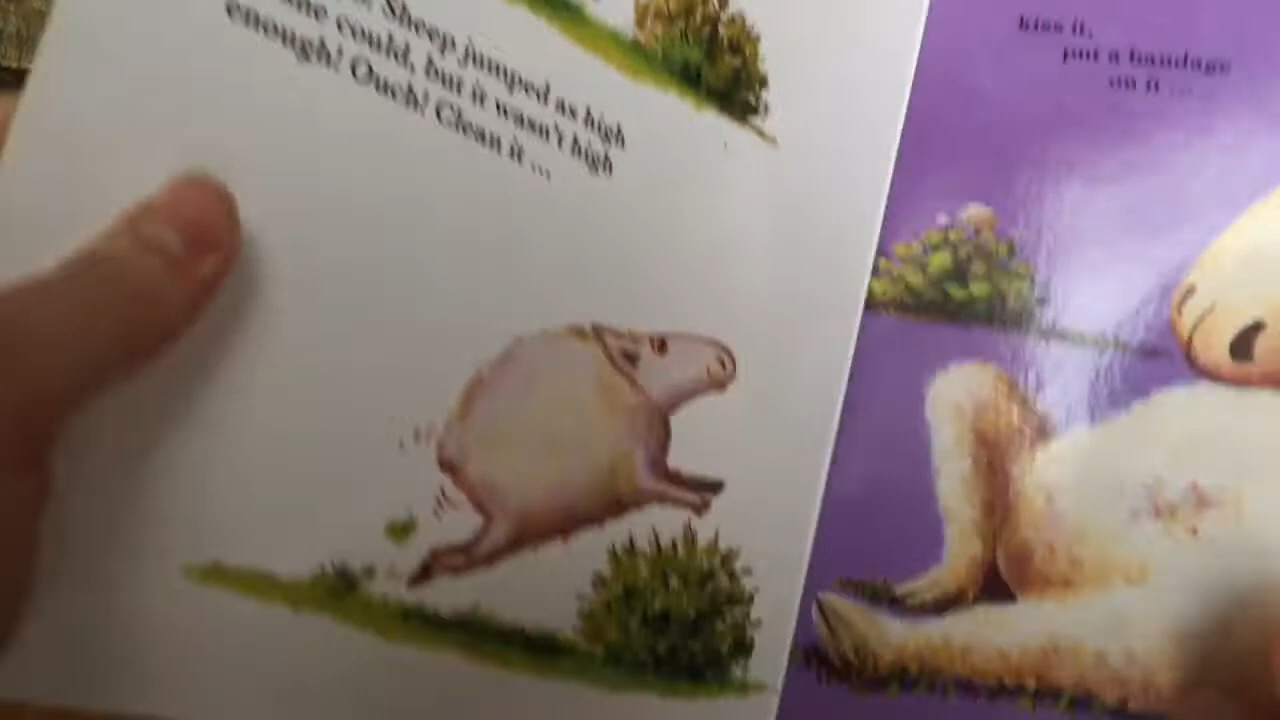 Sheep jumped as high
she could, but it wasn't high
enough! Ouch! Clean it ...
kiss it,
put a bandage
on it ...